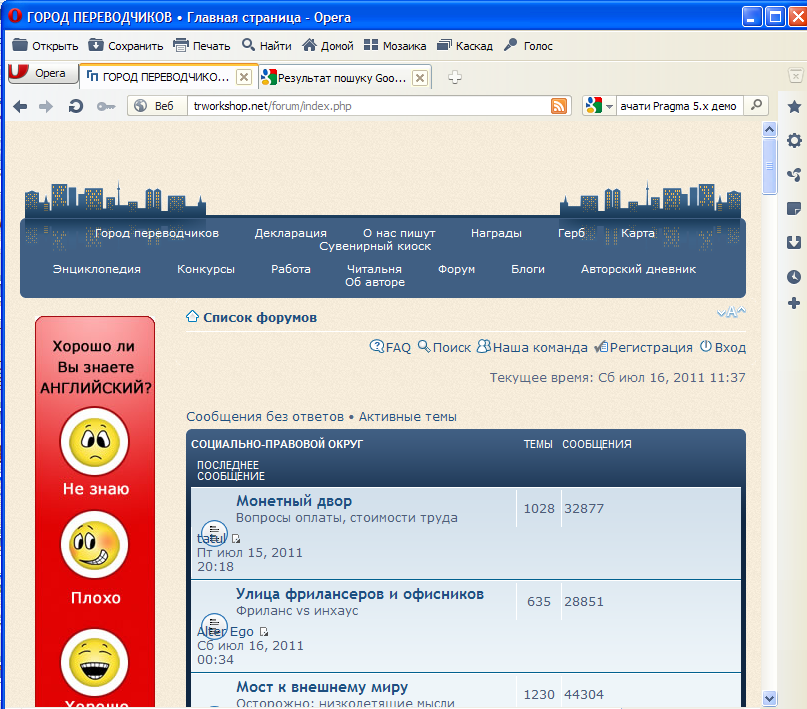 ГОРОД ПЕРЕВОДЧИКОВ • Главная страница - Opera
Открыть Сохранить Печать Найти Домой Мозаика Каскад Голос
Opera ГОРОД ПЕРЕВОДЧИКО... Результат пошуку Goo...
Веб trworkshop.net/forum/index.php ачати Pragma 5.x демо
Город переводчиков Декларация О нас пишут Награды Герб Карта
Сувенирный киоск
Энциклопедия Конкурсы Работа Читальня Форум Блоги Авторский дневник
Об авторе
Список форумов
A
FAQ Поиск Наша команда Регистрация Вход
Текущее время: Сб июл 16, 2011 11:37
Хорошо ли
Вы знаете
АНГЛИЙСКИЙ?
Не знаю
Плохо
Хорошо
Сообщения без ответов • Активные темы
СОЦИАЛЬНО-ПРАВОВОЙ ОКРУГ ТЕМЫ СООБЩЕНИЯ
ПОСЛЕДНЕЕ
СООБЩЕНИЕ
Монетный двор 1028 32877
Вопросы оплаты, стоимости труда
tatul
Пт июл 15, 2011
20:18
Улица фрилансеров и офисников 635 28851
Фриланс vs инхаус
Alter Ego
Сб июл 16, 2011
00:34
Мост к внешнему миру 1230 44304
Осторожно: низколетящие мысли